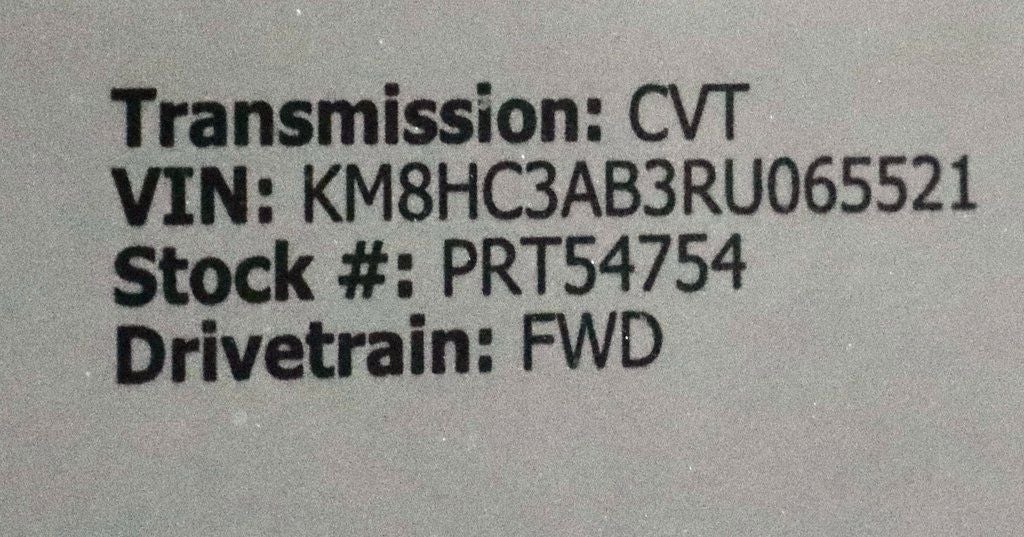 Transmission: CVT
VIN: KM8HC3AB3RU065521
Stock #: PRT54754
Drivetrain: FWD